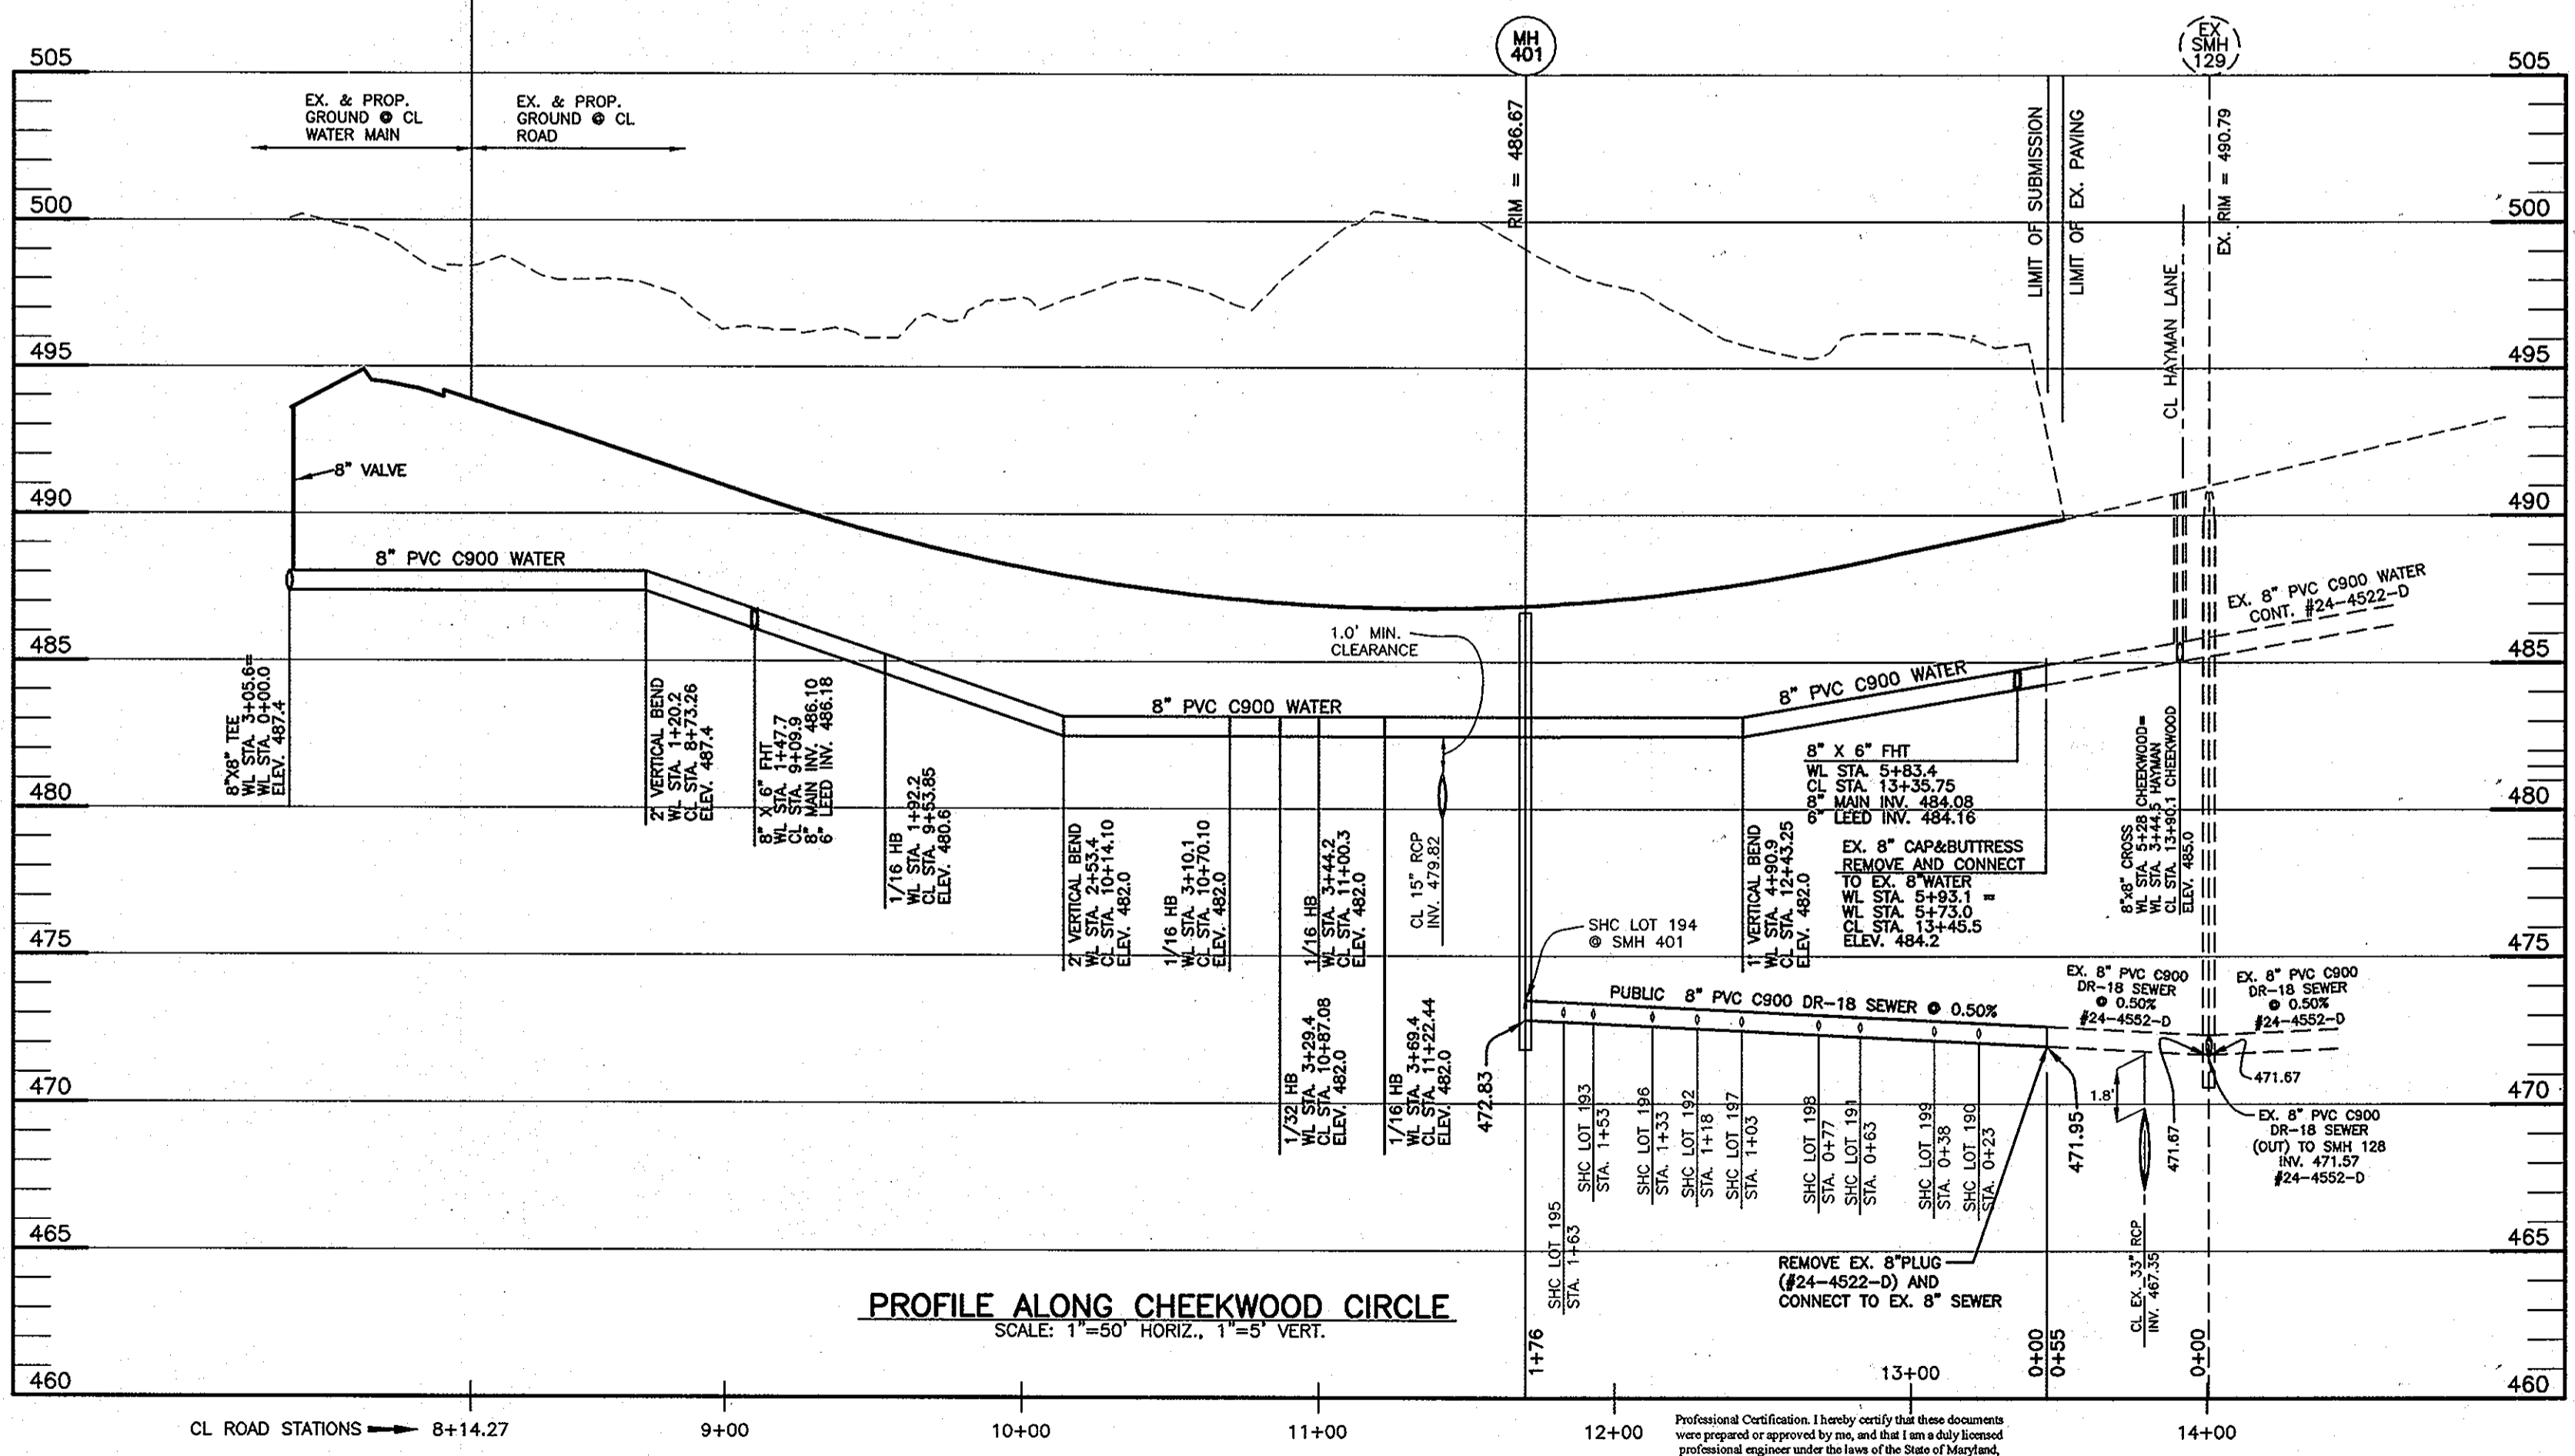 MH
401
EX
SMH
129
505
505
EX. & PROP.
GROUND @ CL
WATER MAIN
EX. & PROP.
GROUND @ CL
ROAD
RIM = 486.67
LIMIT OF SUBMISSION
LIMIT OF EX. PAVING
CL HAYMAN LANE
EX. RIM = 490.79
500
500
495
495
8" VALVE
490
490
8" PVC C900 WATER
EX. 8" PVC C900 WATER
CONT. #24-4522-D
1.0' MIN.
CLEARANCE
485
485
8"X8" TEE
WL STA. 3+05.6=
WL STA. 0+00.0
ELEV. 487.4
2" VERTICAL BEND
WL STA. 1+20.2
CL STA. 8+73.26
ELEV. 487.4
8" X 6" FHT
WL STA. 1+47.7
CL STA. 9+09.9
8" MAIN INV. 486.10
6" LEED INV. 486.18
1/16 HB
WL STA. 1+92.2
CL STA. 9+53.85
ELEV. 480.6
8" PVC C900 WATER
8" PVC C900 WATER
8" X 6" FHT
WL STA. 5+83.4
CL STA. 13+35.75
8" MAIN INV. 484.08
6" LEED INV. 484.16
EX. 8" CAP&BUTTRESS
REMOVE AND CONNECT
TO EX. 8"WATER
WL STA. 5+93.1 =
WL STA. 5+73.0
CL STA. 13+45.5
ELEV. 484.2
8"x8" CROSS
WL STA. 5+28 CHEEKWOOD=
WL STA. 3+44.5 HAYMAN
CL STA. 13+90.1 CHEEKWOOD
ELEV. 485.0
480
480
2" VERTICAL BEND
WL STA. 2+53.4
CL STA. 10+14.10
ELEV. 482.0
1/16 HB
WL STA. 3+10.1
CL STA. 10+70.10
ELEV. 482.0
1/16 HB
WL STA. 3+44.2
CL STA. 11+00.3
ELEV. 482.0
CL 15" RCP
INV. 479.82
1" VERTICAL BEND
WL STA. 4+90.9
CL STA. 12+43.25
ELEV. 482.0
475
475
SHC LOT 194
@ SMH 401
PUBLIC 8" PVC C900 DR-18 SEWER @ 0.50%
EX. 8" PVC C900
DR-18 SEWER
@ 0.50%
#24-4552-D
EX. 8" PVC C900
DR-18 SEWER
@ 0.50%
#24-4552-D
1/32 HB
WL STA. 3+29.4
CL STA. 10+87.08
ELEV. 482.0
1/16 HB
WL STA. 3+69.4
CL STA. 11+22.44
ELEV. 482.0
472.83
470
470
SHC LOT 195
STA. 1+63
SHC LOT 193
STA. 1+53
SHC LOT 196
STA. 1+33
SHC LOT 192
STA. 1+18
SHC LOT 197
STA. 1+03
SHC LOT 198
STA. 0+77
SHC LOT 191
STA. 0+63
SHC LOT 199
STA. 0+38
SHC LOT 190
STA. 0+23
471.95
1.8'
471.67
471.67
EX. 8" PVC C900
DR-18 SEWER
(OUT) TO SMH 128
INV. 471.57
#24-4552-D
465
465
CL EX. 33" RCP
INV. 467.35
REMOVE EX. 8"PLUG
(#24-4522-D) AND
CONNECT TO EX. 8" SEWER
PROFILE ALONG CHEEKWOOD CIRCLE
SCALE: 1"=50' HORIZ., 1"=5' VERT.
1+76
0+00
0+55
0+00
460
460
CL ROAD STATIONS
8+14.27
9+00
10+00
11+00
12+00
13+00
14+00
Professional Certification. I hereby certify that these documents
were prepared or approved by me, and that I am a duly licensed
professional engineer under the laws of the State of Maryland,